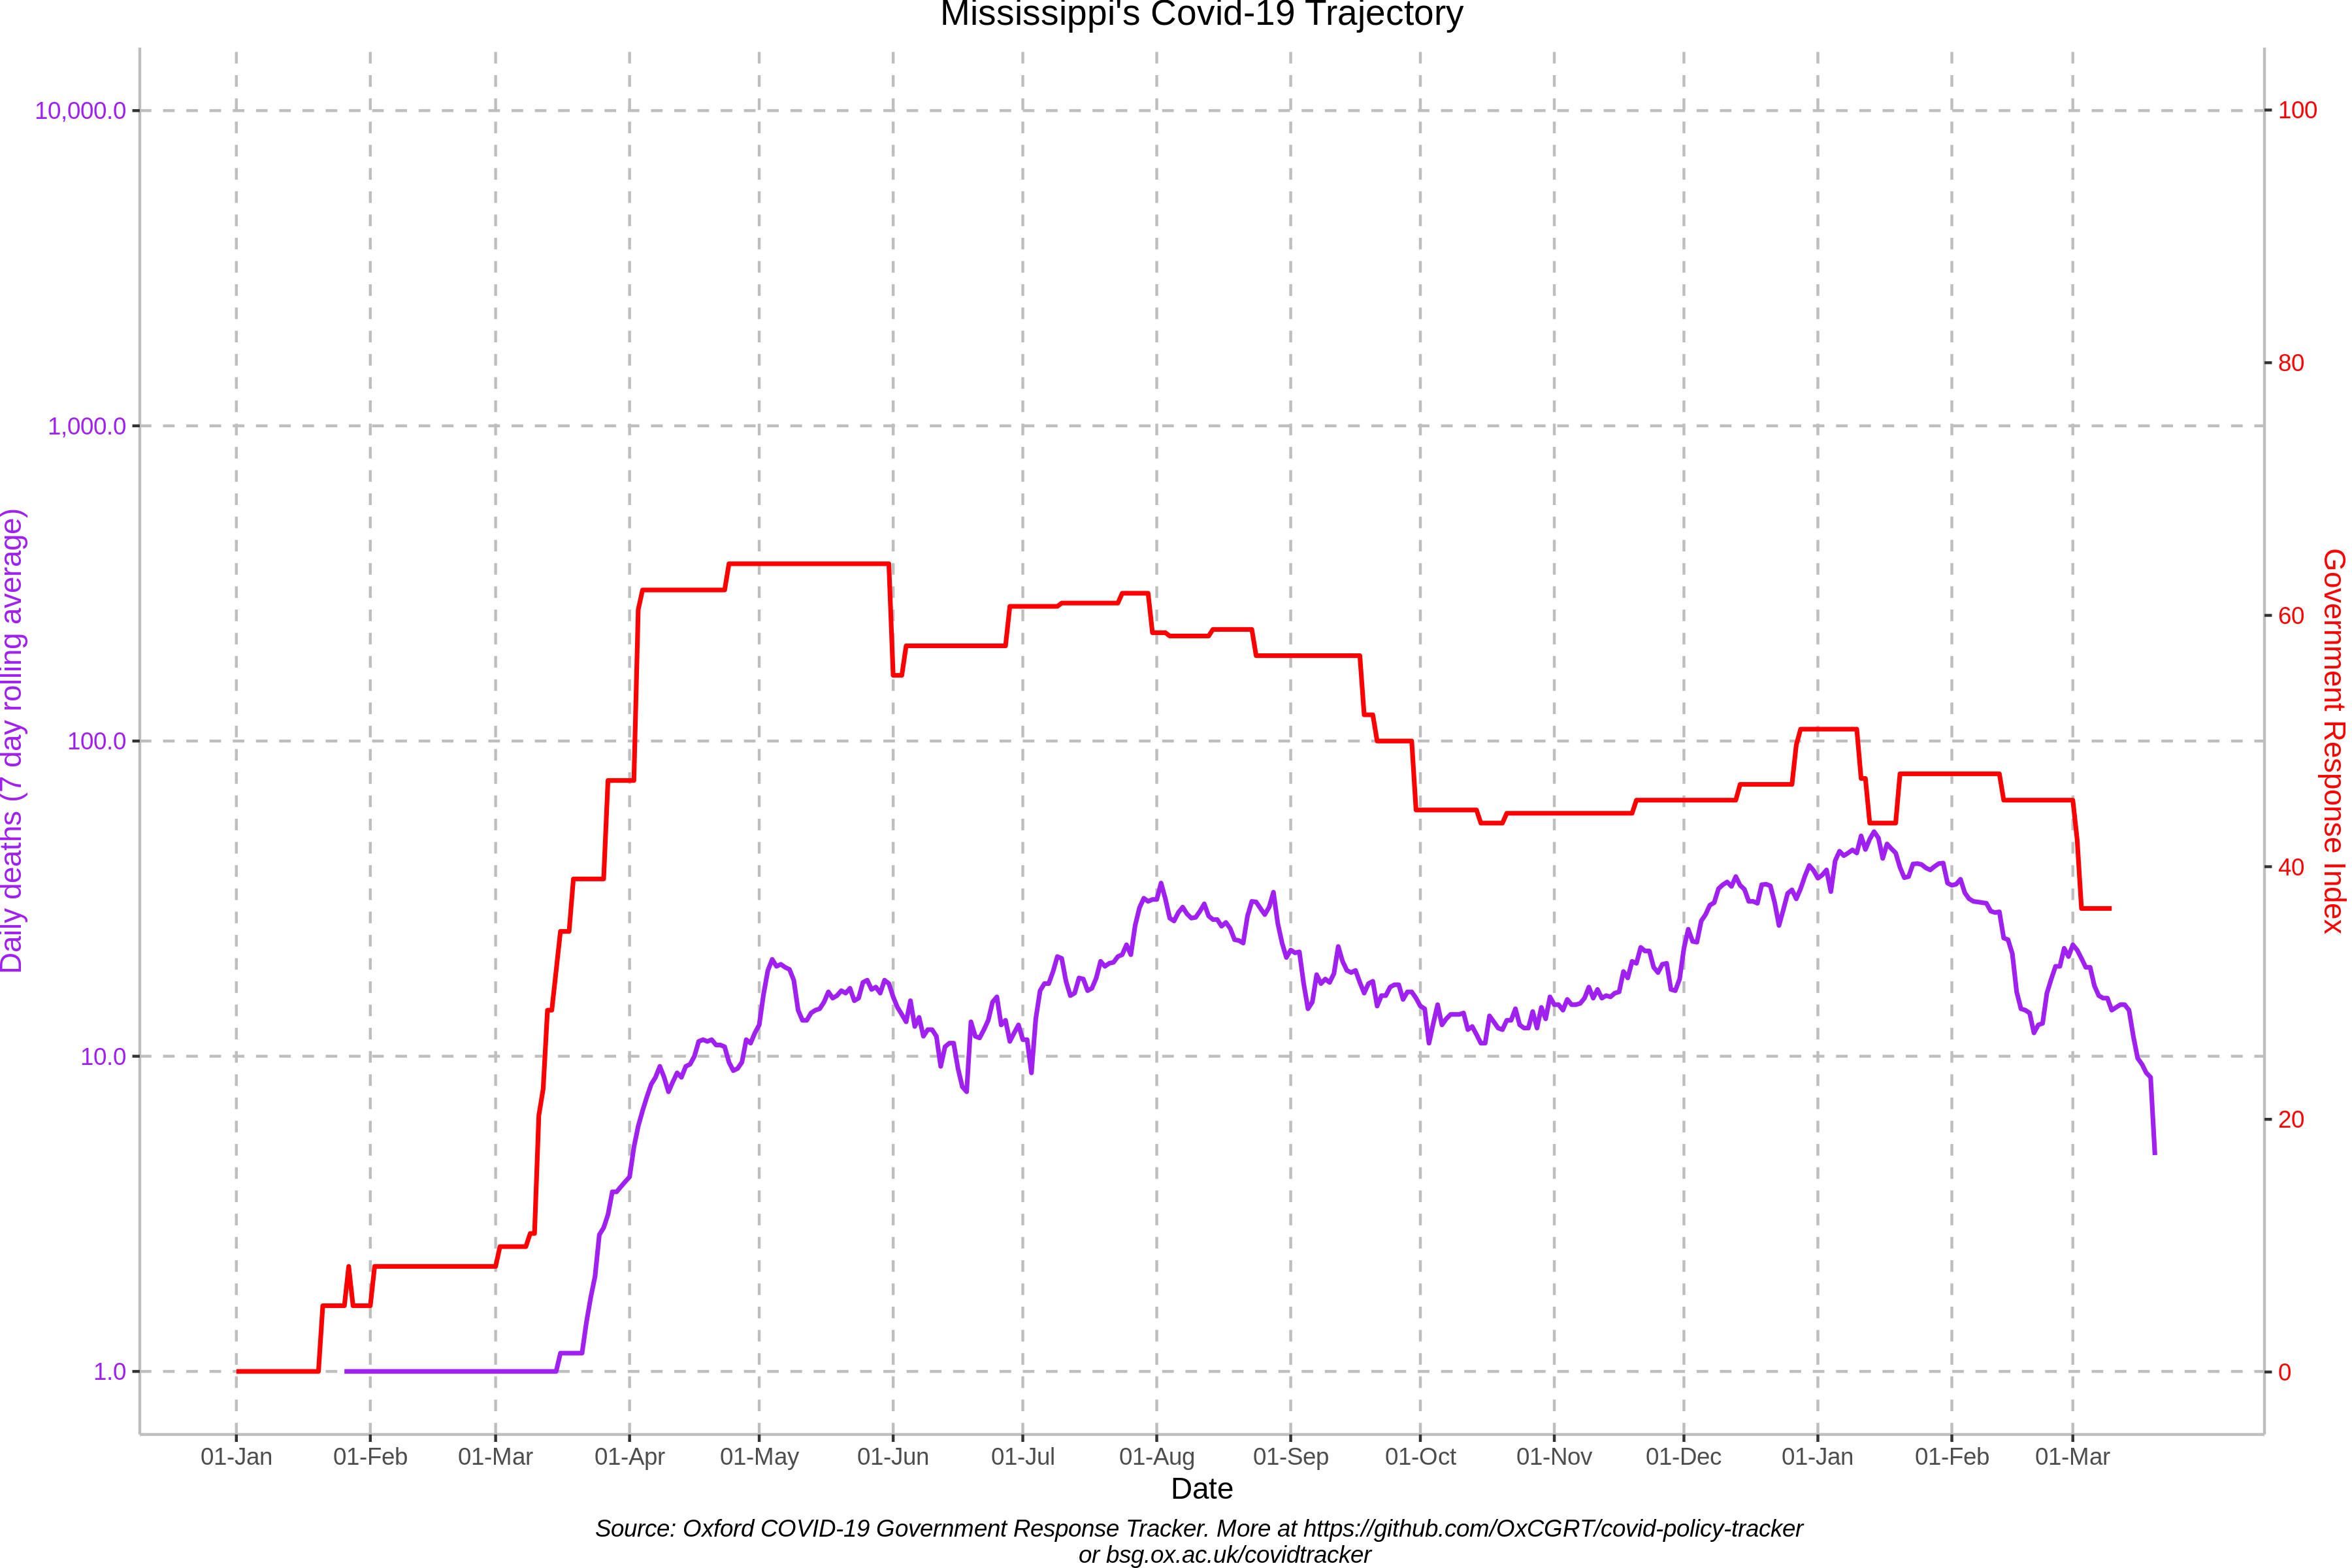 Mississippi's Covid-19 Trajectory
10,000.0
1,000.0
100.0
10.0
1.0
Daily deaths (7 day rolling average)
100
80
60
40
20
0
Government Response Index
01-Jan 01-Feb 01-Mar 01-Apr 01-May 01-Jun 01-Jul 01-Aug 01-Sep 01-Oct 01-Nov 01-Dec 01-Jan 01-Feb 01-Mar
Date
Source: Oxford COVID-19 Government Response Tracker. More at https://github.com/OxCGRT/covid-policy-tracker
or bsg.ox.ac.uk/covidtracker